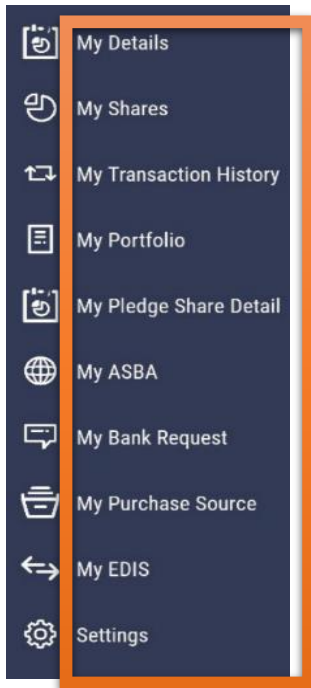 My Details
My Shares
My Transaction History
My Portfolio
My Pledge Share Detail
My ASBA
My Bank Request
My Purchase Source
My EDIS
Settings